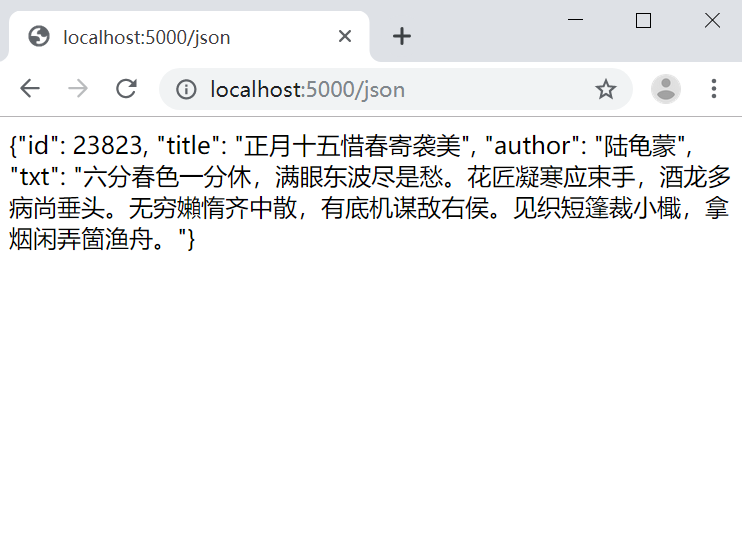 localhost:5000/json
localhost:5000/json
{"id": 23823, "title": "正月十五惜春寄袭美", "author": "陆龟蒙",
"txt": "六分春色一分休，满眼东波尽是愁。花匠凝寒应束手，酒龙多
病尚垂头。无穷嬾惰齐中散，有底机谋敌右侯。见织短篷裁小檝，拿
烟闲弄箇渔舟。"}